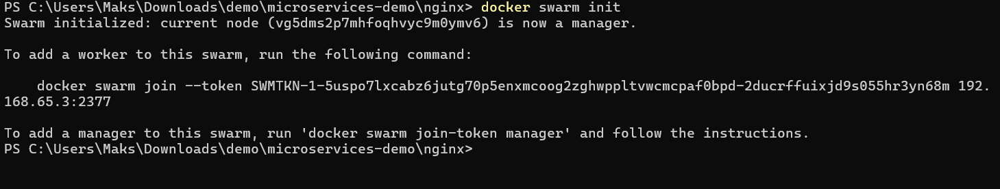 PS C:\Users\Maks\Downloads\demo\microservices-demo\nginx> docker swarm init
Swarm initialized: current node (vg5dms2p7mhfoqhvyc9m0ymv6) is now a manager.
To add a worker to this swarm, run the following command:
docker swarm join --token SWMTKN-1-5uspo7lxcabz6jutg70p5enxmcoog2zghwppltvwcmcpaf0bpd-2ducrffuixjd9s055hr3yn68m 192.
168.65.3:2377
To add a manager to this swarm, run 'docker swarm join-token manager' and follow the instructions.
PS C:\Users\Maks\Downloads\demo\microservices-demo\nginx>